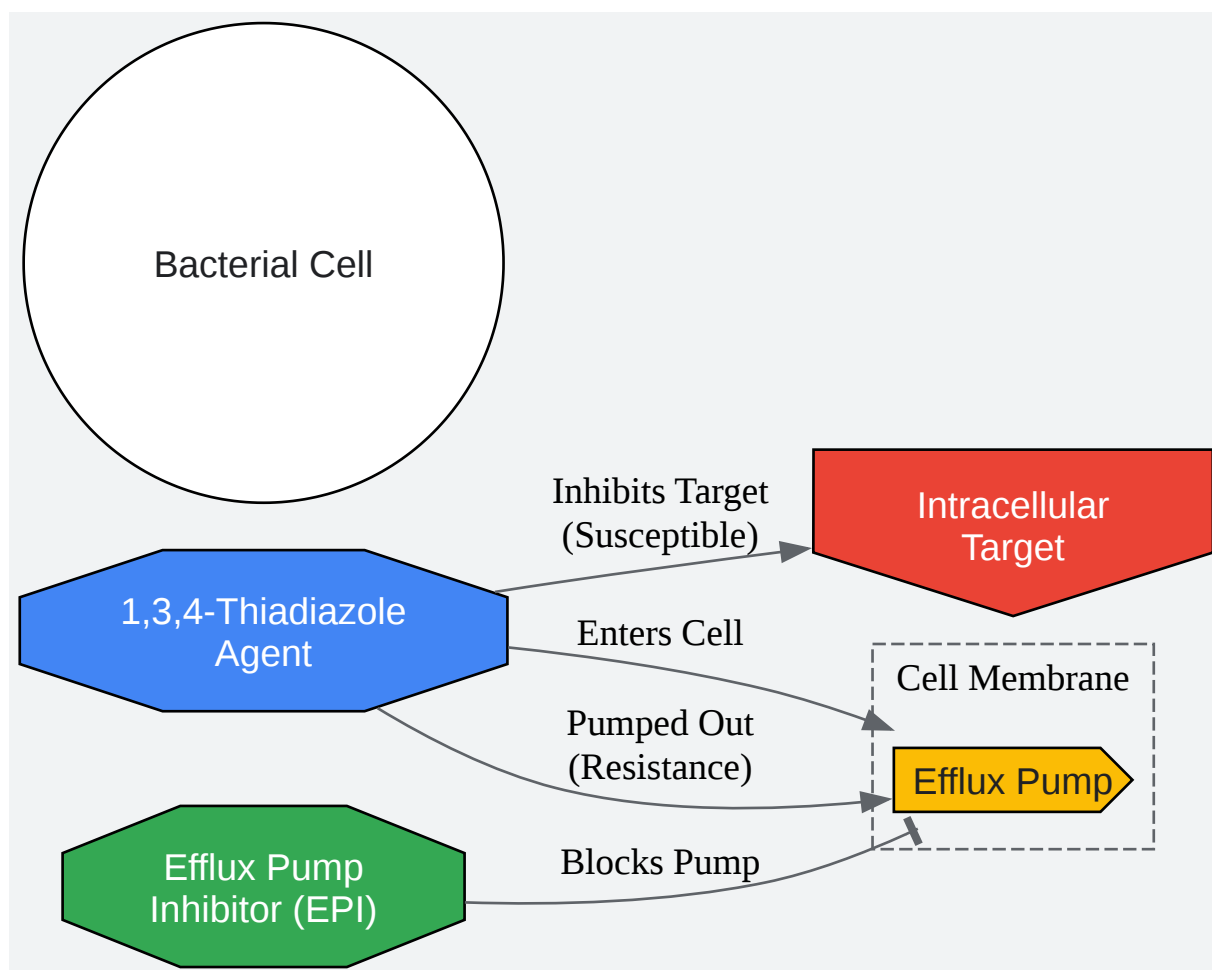 Bacterial Cell
Inhibits Target
(Susceptible)
Intracellular
Target
1,3,4-Thiadiazole
Agent
Enters Cell
Cell Membrane
Pumped Out
(Resistance)
Efflux Pump
Blocks Pump
Efflux Pump
Inhibitor (EPI)